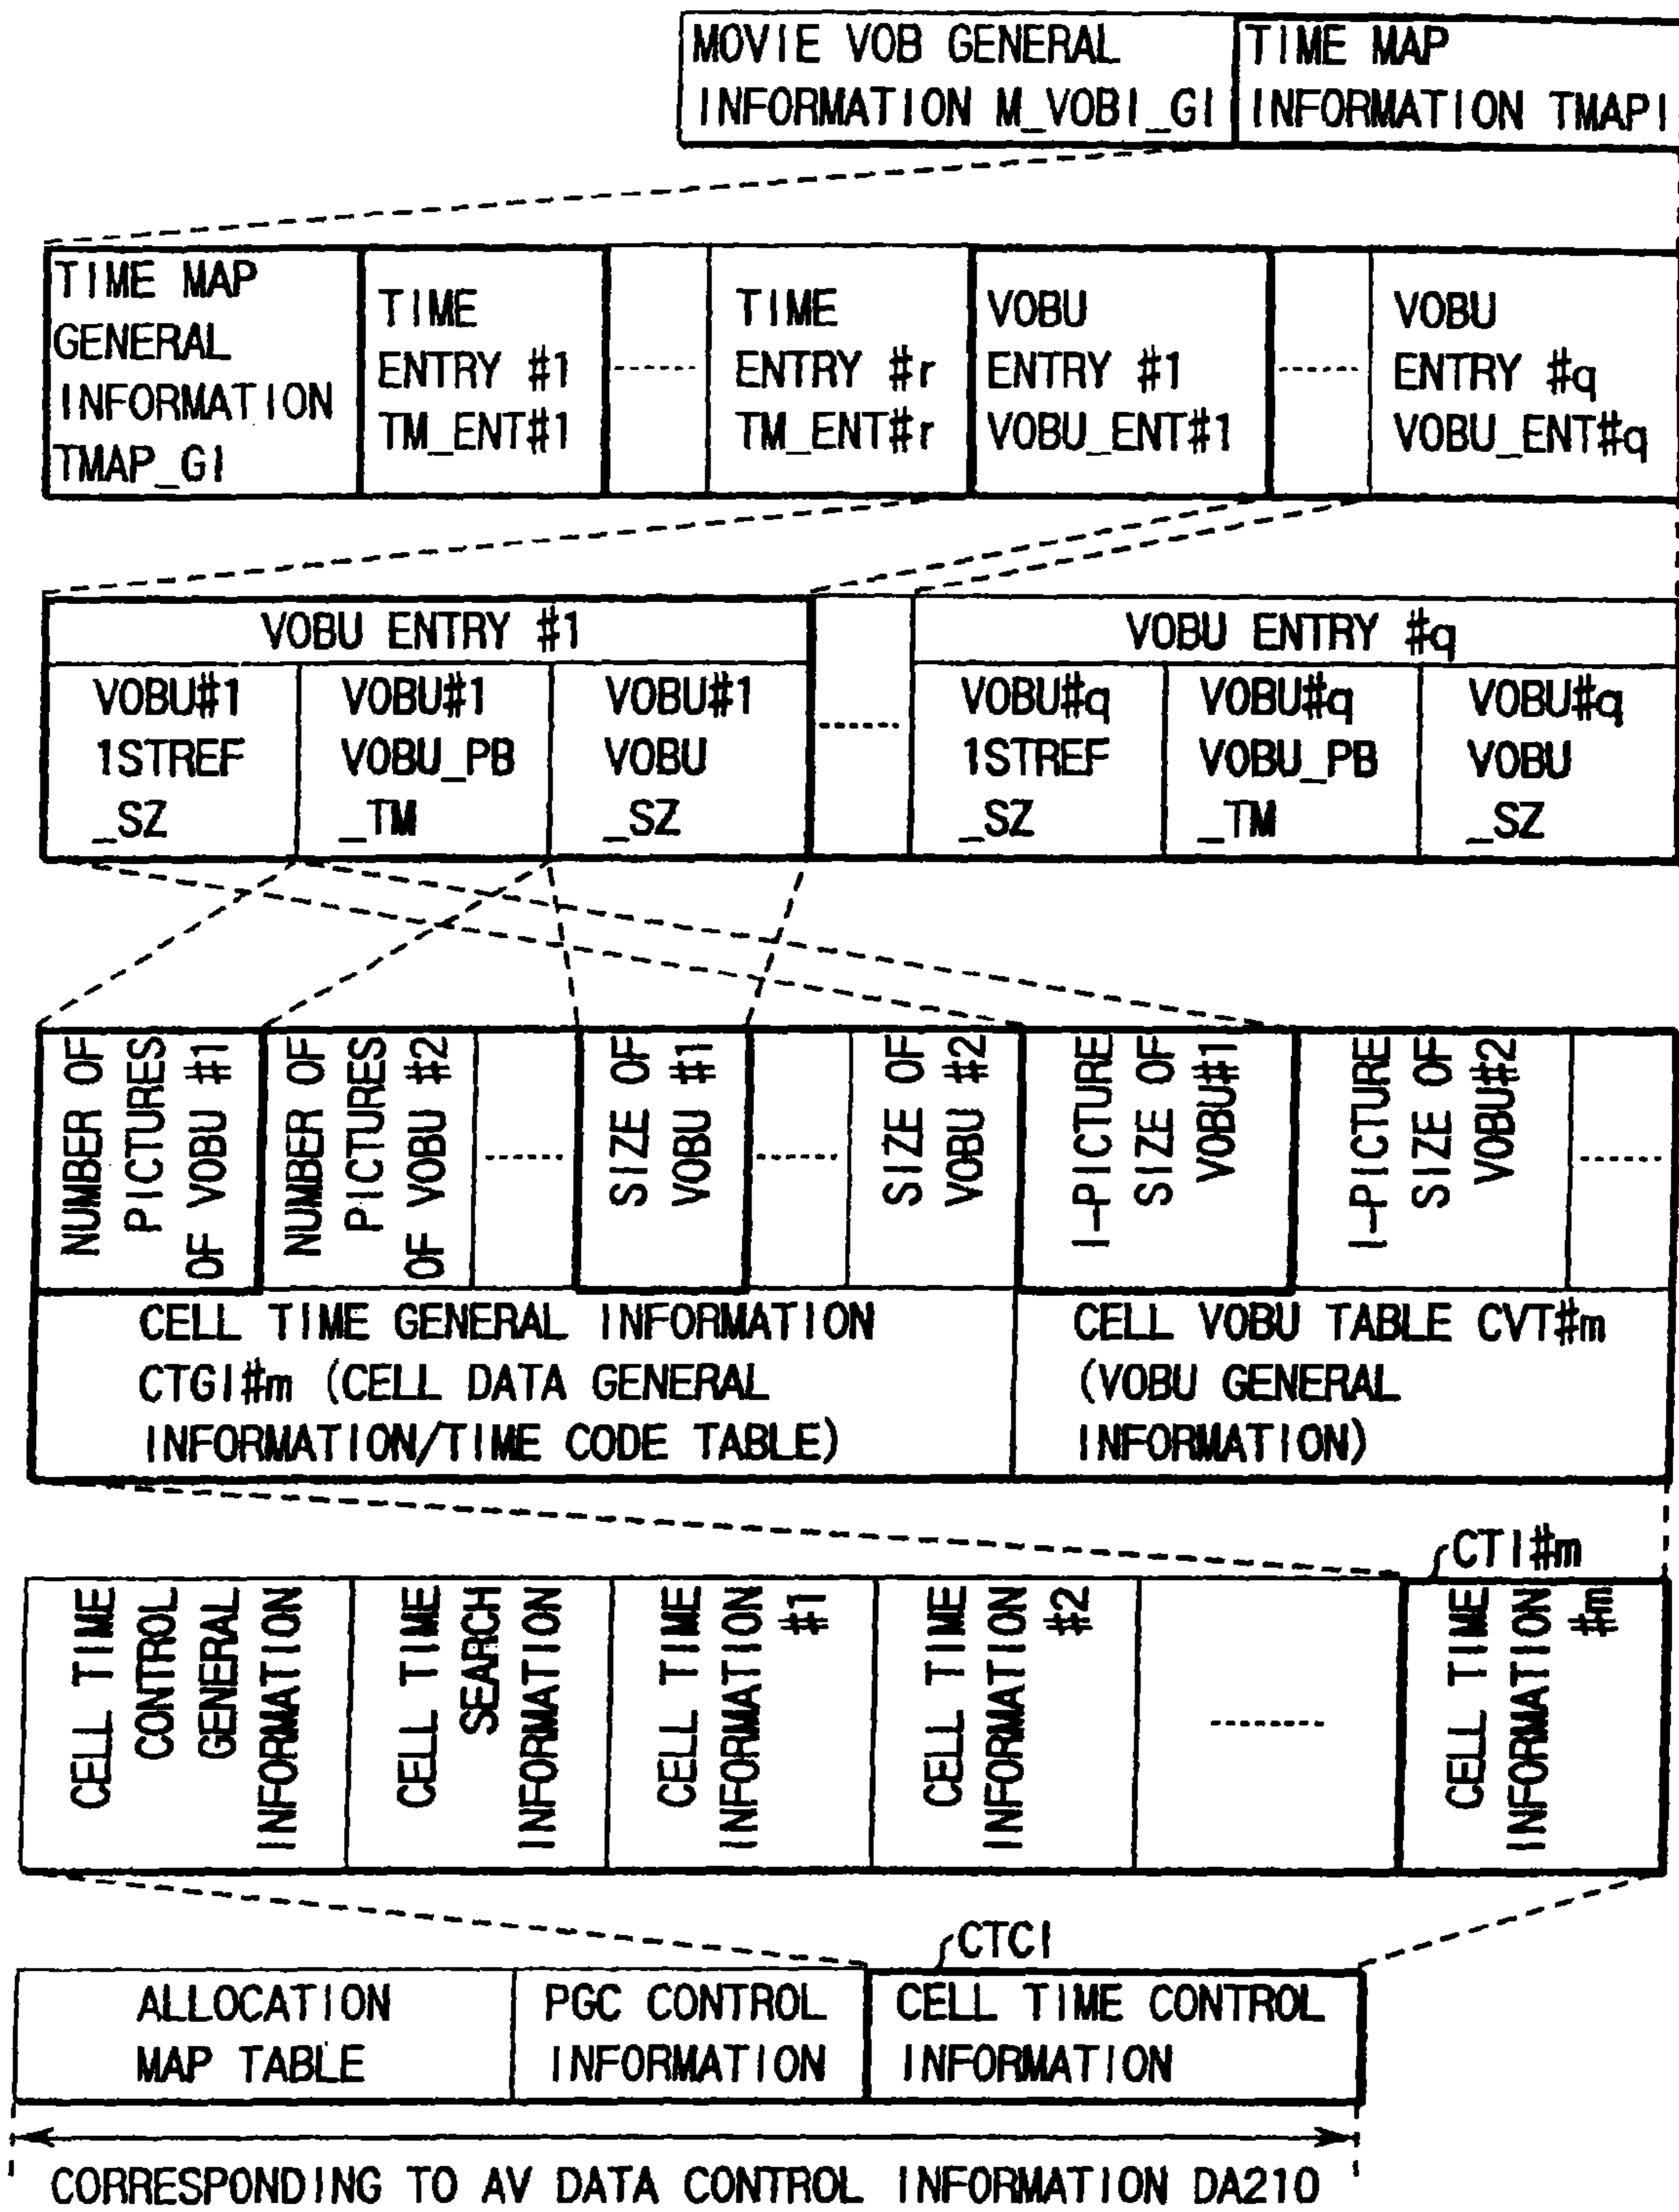 MOVIE VOB GENERAL
INFORMATION M_VOBI_GI
TIME MAP
INFORMATION TMAPI
TIME MAP
GENERAL
INFORMATION
TMAP_GI
TIME
ENTRY #1
TM_ENT#1
TIME
ENTRY #r
TM_ENT#r
VOBU
ENTRY #1
VOBU_ENT#1
VOBU
ENTRY #q
VOBU_ENT#q
VOBU ENTRY #1
VOBU#1
1STREF
_SZ
VOBU#1
VOBU_PB
_TM
VOBU#1
VOBU
_SZ
VOBU ENTRY #q
VOBU#q
1STREF
_SZ
VOBU#q
VOBU_PB
_TM
VOBU#q
VOBU
_SZ
NUMBER OF
PICTURES
OF VOBU #1
NUMBER OF
PICTURES
OF VOBU #2
SIZE OF
VOBU #1
SIZE OF
VOBU #2
I-PICTURE
SIZE OF
VOBU#1
I-PICTURE
SIZE OF
VOBU#2
CELL TIME GENERAL INFORMATION
CTGI#m (CELL DATA GENERAL
INFORMATION/TIME CODE TABLE)
CELL VOBU TABLE CVT#m
(VOBU GENERAL
INFORMATION)
CTI#m
CELL TIME
CONTROL
GENERAL
INFORMATION
CELL TIME
SEARCH
INFORMATION
CELL TIME
INFORMATION
#1
CELL TIME
INFORMATION
#2
CELL TIME
INFORMATION
#m
CTCI
ALLOCATION
MAP TABLE
PGC CONTROL
INFORMATION
CELL TIME CONTROL
INFORMATION
CORRESPONDING TO AV DATA CONTROL INFORMATION DA210